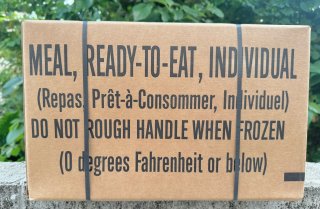 MEAL, READY-TO-EAT, INDIVIDUAL
(Repas, Prêt-à-Consommer, Individuel)
DO NOT ROUGH HANDLE WHEN FROZEN
(0 degrees Fahrenheit or below)